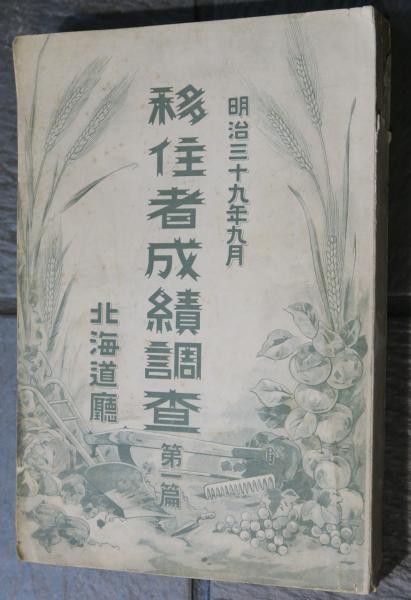 明治三十九年九月
移住者成績調査 第一篇
北海道廳